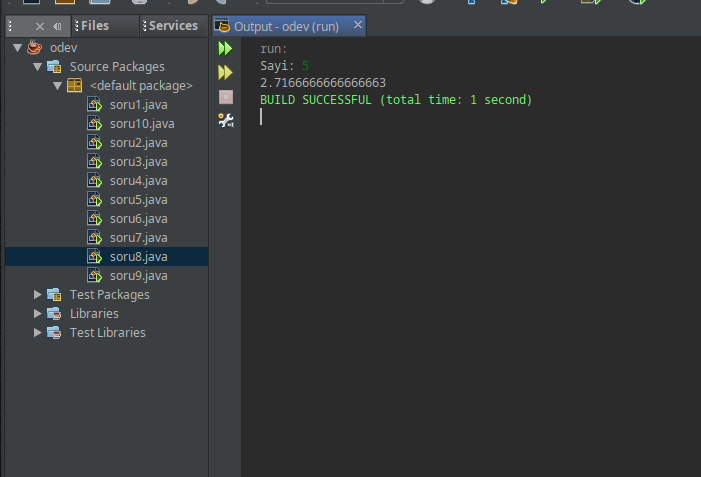 Files
Services
odev
Source Packages
<default package>
soru1.java
soru10.java
soru2.java
soru3.java
soru4.java
soru5.java
soru6.java
soru7.java
soru8.java
soru9.java
Test Packages
Libraries
Test Libraries
Output - odev (run)
run:
Sayi: 5
2.7166666666666663
BUILD SUCCESSFUL (total time: 1 second)